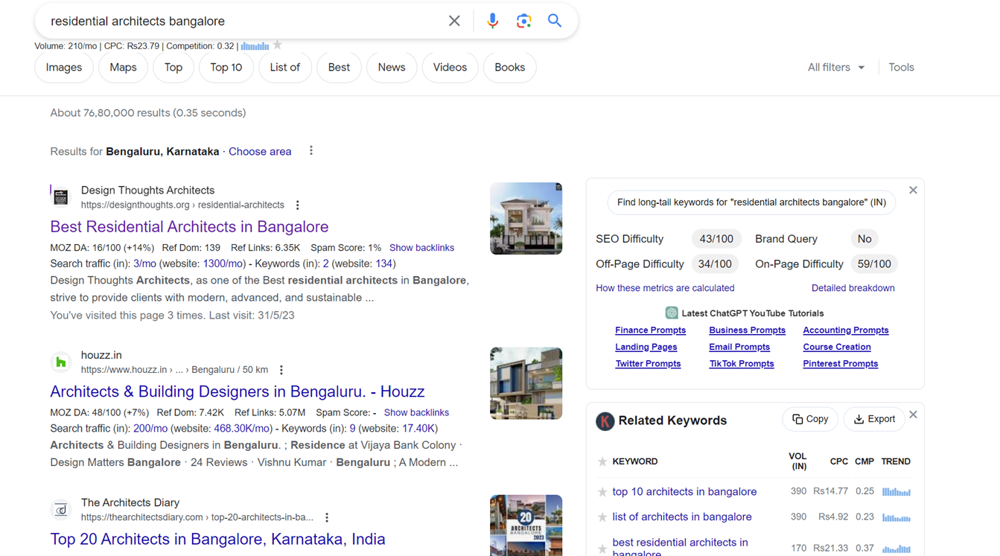 residential architects bangalore
Volume: 210/mo | CPC: Rs23.79 | Competition: 0.32 |
Images
Maps
Top
Top 10
List of
Best
News
Videos
Books
All filters
Tools
About 76,80,000 results (0.35 seconds)
Results for Bengaluru, Karnataka · Choose area
Design Thoughts Architects
https://designthoughts.org › residential-architects
Best Residential Architects in Bangalore
MOZ DA: 16/100 (+14%) Ref Dom: 139 Ref Links: 6.35K Spam Score: 1% Show backlinks
Search traffic (in): 3/mo (website: 1300/mo) - Keywords (in): 2 (website: 134)
Design Thoughts Architects, as one of the Best residential architects in Bangalore,
strive to provide clients with modern, advanced, and sustainable ...
You've visited this page 3 times. Last visit: 31/5/23
houzz.in
https://www.houzz.in › ... › Bengaluru / 50 km
Architects & Building Designers in Bengaluru. - Houzz
MOZ DA: 48/100 (+7%) Ref Dom: 7.42K Ref Links: 5.07M Spam Score: - Show backlinks
Search traffic (in): 200/mo (website: 468.30K/mo) - Keywords (in): 9 (website: 17.40K)
Architects & Building Designers in Bengaluru. ; Residence at Vijaya Bank Colony ·
Design Matters Bangalore · 24 Reviews · Vishnu Kumar · Bengaluru ; A Modern ...
The Architects Diary
https://thearchitectsdiary.com › top-20-architects-in-ba...
Top 20 Architects in Bangalore, Karnataka, India
20
ARCHITECTS
BANGALORE
2023
Find long-tail keywords for "residential architects bangalore" (IN)
SEO Difficulty 43/100 Brand Query No
Off-Page Difficulty 34/100 On-Page Difficulty 59/100
How these metrics are calculated Detailed breakdown
Latest ChatGPT YouTube Tutorials
Finance Prompts Business Prompts Accounting Prompts
Landing Pages Email Prompts Course Creation
Twitter Prompts TikTok Prompts Pinterest Prompts
K Related Keywords Copy Export
KEYWORD VOL (IN) CPC CMP TREND
top 10 architects in bangalore 390 Rs14.77 0.25
list of architects in bangalore 390 Rs4.92 0.23
best residential architects in
bangalore 170 Rs21.33 0.37